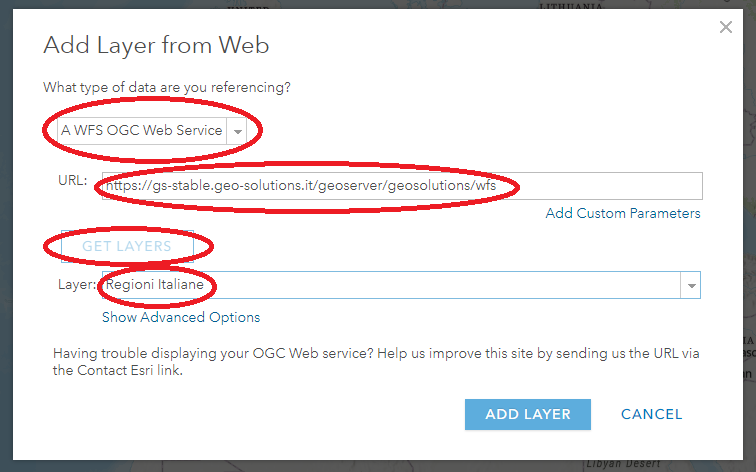 LITHUANIA
Add Layer from Web
What type of data are you referencing?
A WFS OGC Web Service
URL: https://gs-stable.geo-solutions.it/geoserver/geosolutions/wfs
Add Custom Parameters
GET LAYERS
Layer: Regioni Italiane
Show Advanced Options
Having trouble displaying your OGC Web service? Help us improve this site by sending us the URL via
the Contact Esri link.
ADD LAYER CANCEL
Libyan Desert